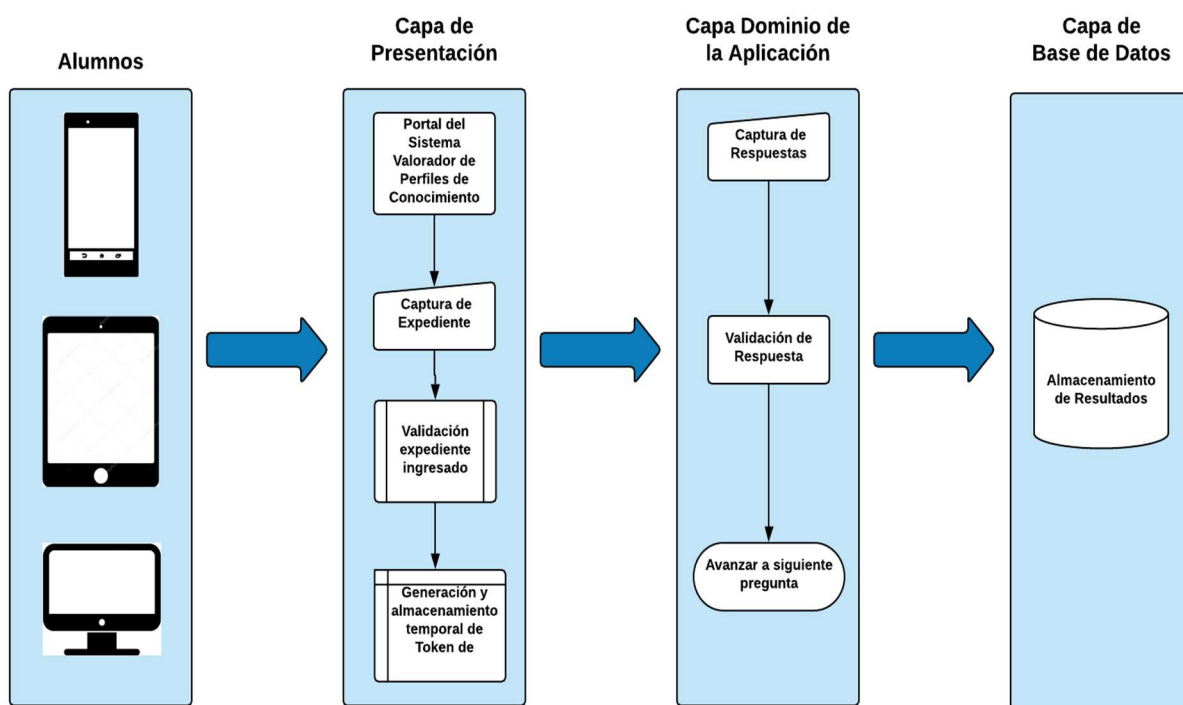 Alumnos
Capa de
Presentación
Capa Dominio de
la Aplicación
Capa de
Base de Datos
Portal del
Sistema
Valorador de
Perfiles de
Conocimiento
Captura de
Expediente
Validación
expediente
ingresado
Generación y
almacenamiento
temporal de
Token de
Captura de
Respuestas
Validación de
Respuesta
Avanzar a siguiente
pregunta
Almacenamiento
de Resultados